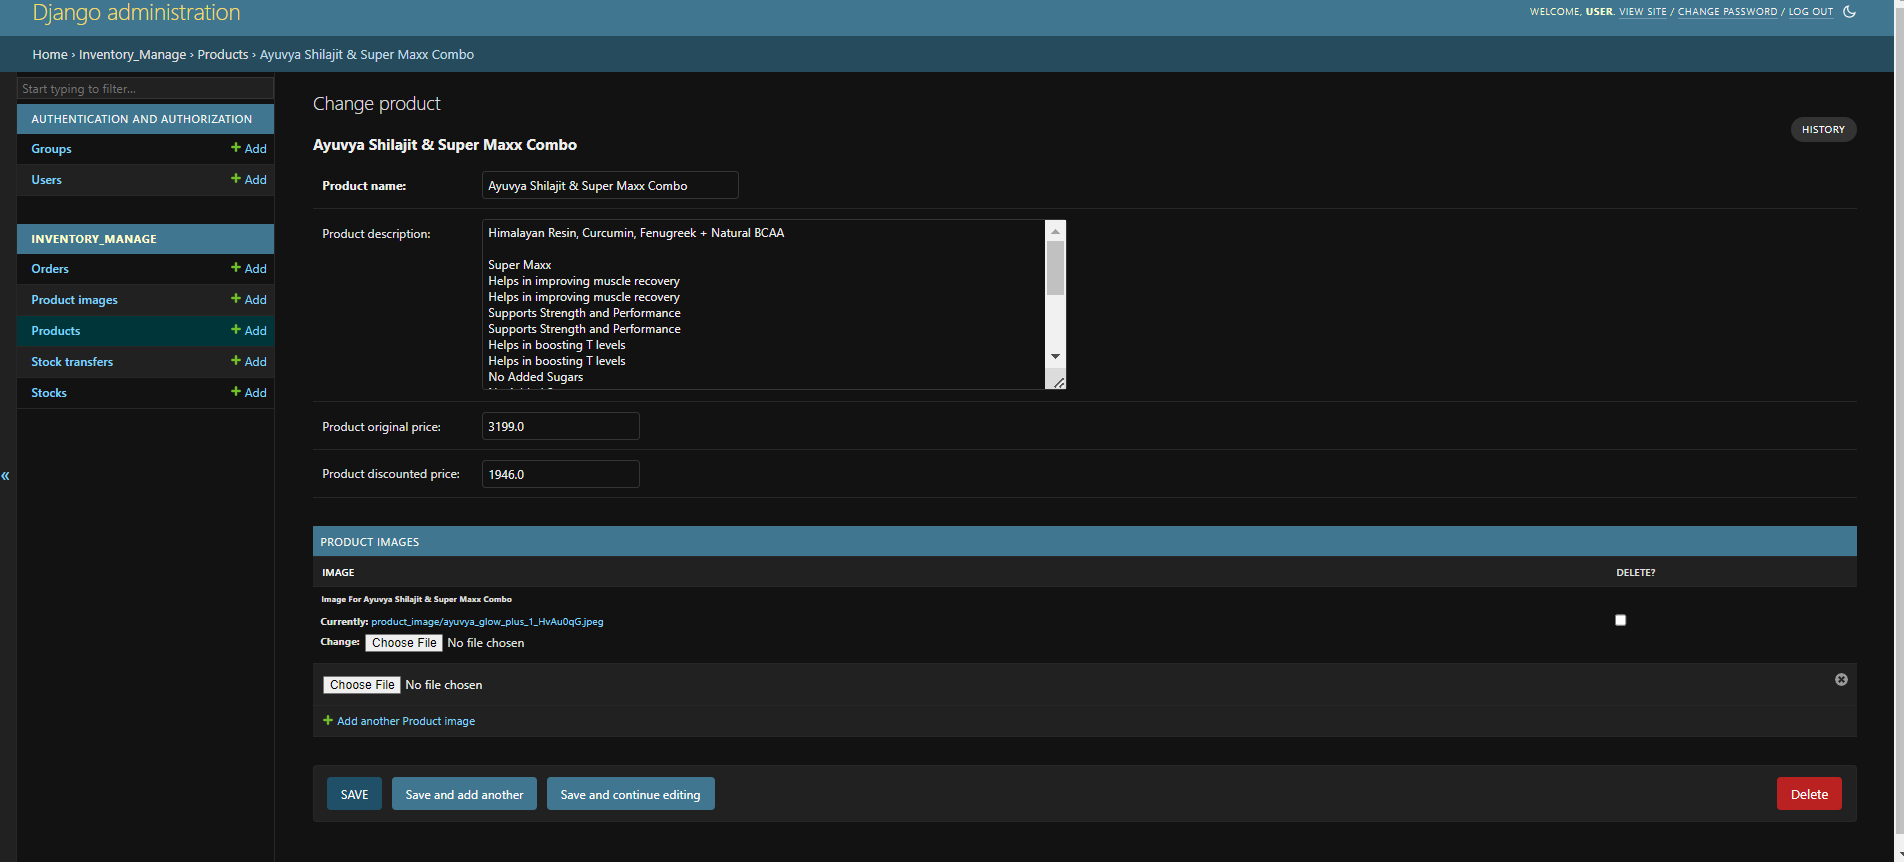 Django administration
WELCOME, USER. VIEW SITE / CHANGE PASSWORD / LOG OUT
Home › Inventory_Manage › Products › Ayuvya Shilajit & Super Maxx Combo
Start typing to filter...
AUTHENTICATION AND AUTHORIZATION
Groups + Add
Users + Add
INVENTORY_MANAGE
Orders + Add
Product images + Add
Products + Add
Stock transfers + Add
Stocks + Add
«
Change product
HISTORY
Ayuvya Shilajit & Super Maxx Combo
Product name: Ayuvya Shilajit & Super Maxx Combo
Product description: Himalayan Resin, Curcumin, Fenugreek + Natural BCAA
Super Maxx
Helps in improving muscle recovery
Helps in improving muscle recovery
Supports Strength and Performance
Supports Strength and Performance
Helps in boosting T levels
Helps in boosting T levels
No Added Sugars
Product original price: 3199.0
Product discounted price: 1946.0
PRODUCT IMAGES
IMAGE DELETE?
Image For Ayuvya Shilajit & Super Maxx Combo
Currently: product_image/ayuvya_glow_plus_1_HvAu0qG.jpeg
Change: Choose File No file chosen
Choose File No file chosen
+ Add another Product image
SAVE Save and add another Save and continue editing Delete